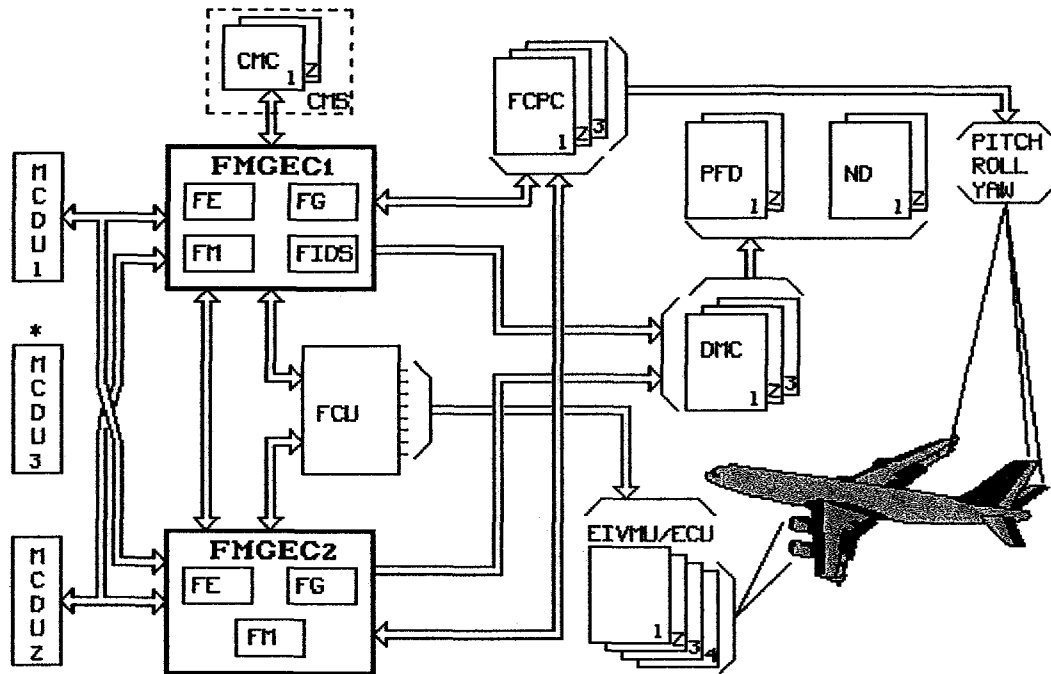 CMC
1
2
CMS
FCPC
1
2
3
PITCH
ROLL
YAW
PFD
1
2
ND
1
2
MCDU1
FMGEC1
FE
FG
FM
FIDS
*
MCDU3
FCU
DMC
1
2
3
MCDU2
FMGEC2
FE
FG
FM
EIVMU/ECU
1
2
3
4